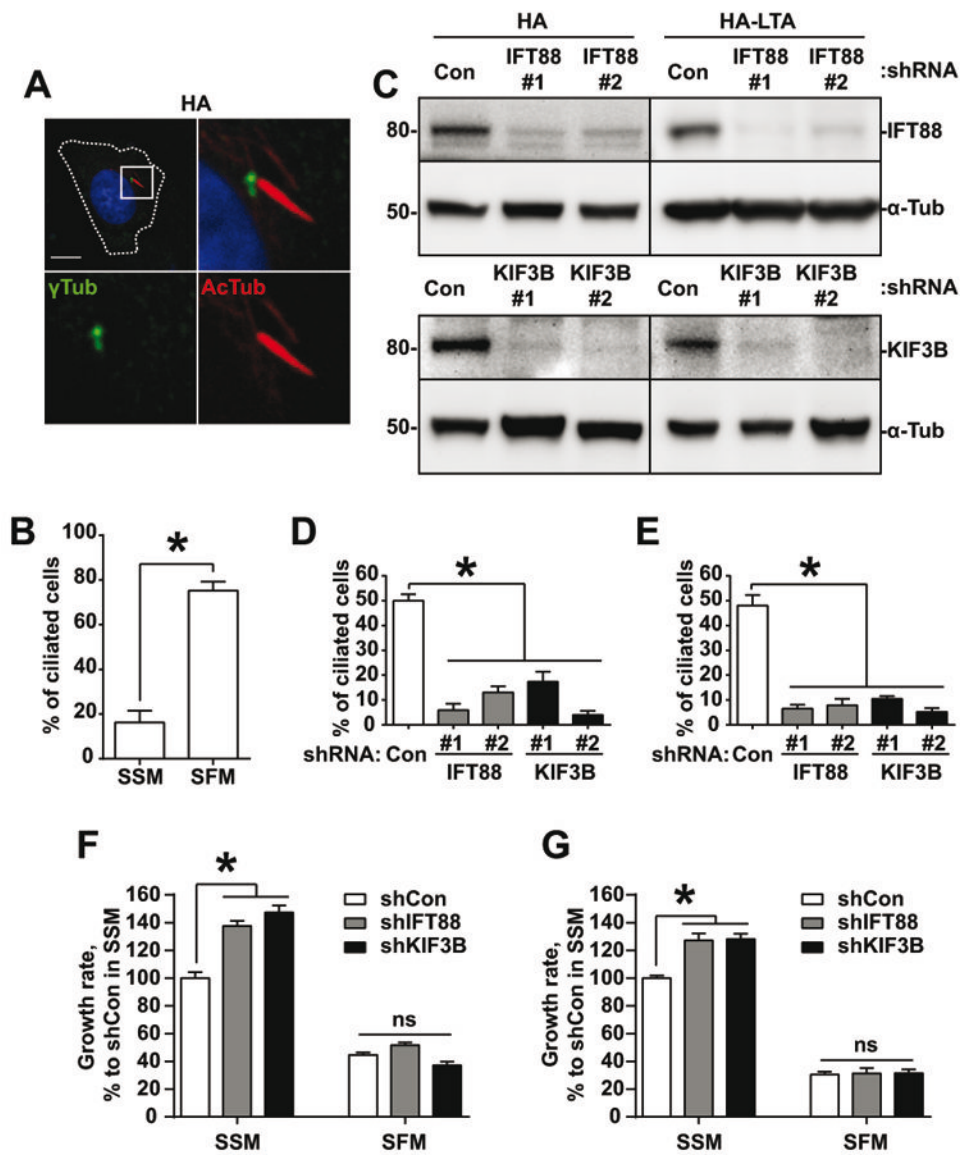 A
HA
γTub
AcTub
C
HA
HA-LTA
Con
IFT88 #1
IFT88 #2
Con
IFT88 #1
IFT88 #2
:shRNA
80-
-IFT88
50-
-α-Tub
Con
KIF3B #1
KIF3B #2
Con
KIF3B #1
KIF3B #2
:shRNA
80-
-KIF3B
50-
-α-Tub
B
% of ciliated cells
100
80
60
40
20
0
*
SSM
SFM
D
% of ciliated cells
60
50
40
30
20
10
0
*
shRNA: Con
#1 #2 #1 #2
IFT88 KIF3B
E
% of ciliated cells
60
50
40
30
20
10
0
*
shRNA: Con
#1 #2 #1 #2
IFT88 KIF3B
F
Growth rate,
% to shCon in SSM
160
140
120
100
80
60
40
20
0
*
shCon
shIFT88
shKIF3B
ns
SSM
SFM
G
Growth rate,
% to shCon in SSM
160
140
120
100
80
60
40
20
0
*
shCon
shIFT88
shKIF3B
ns
SSM
SFM